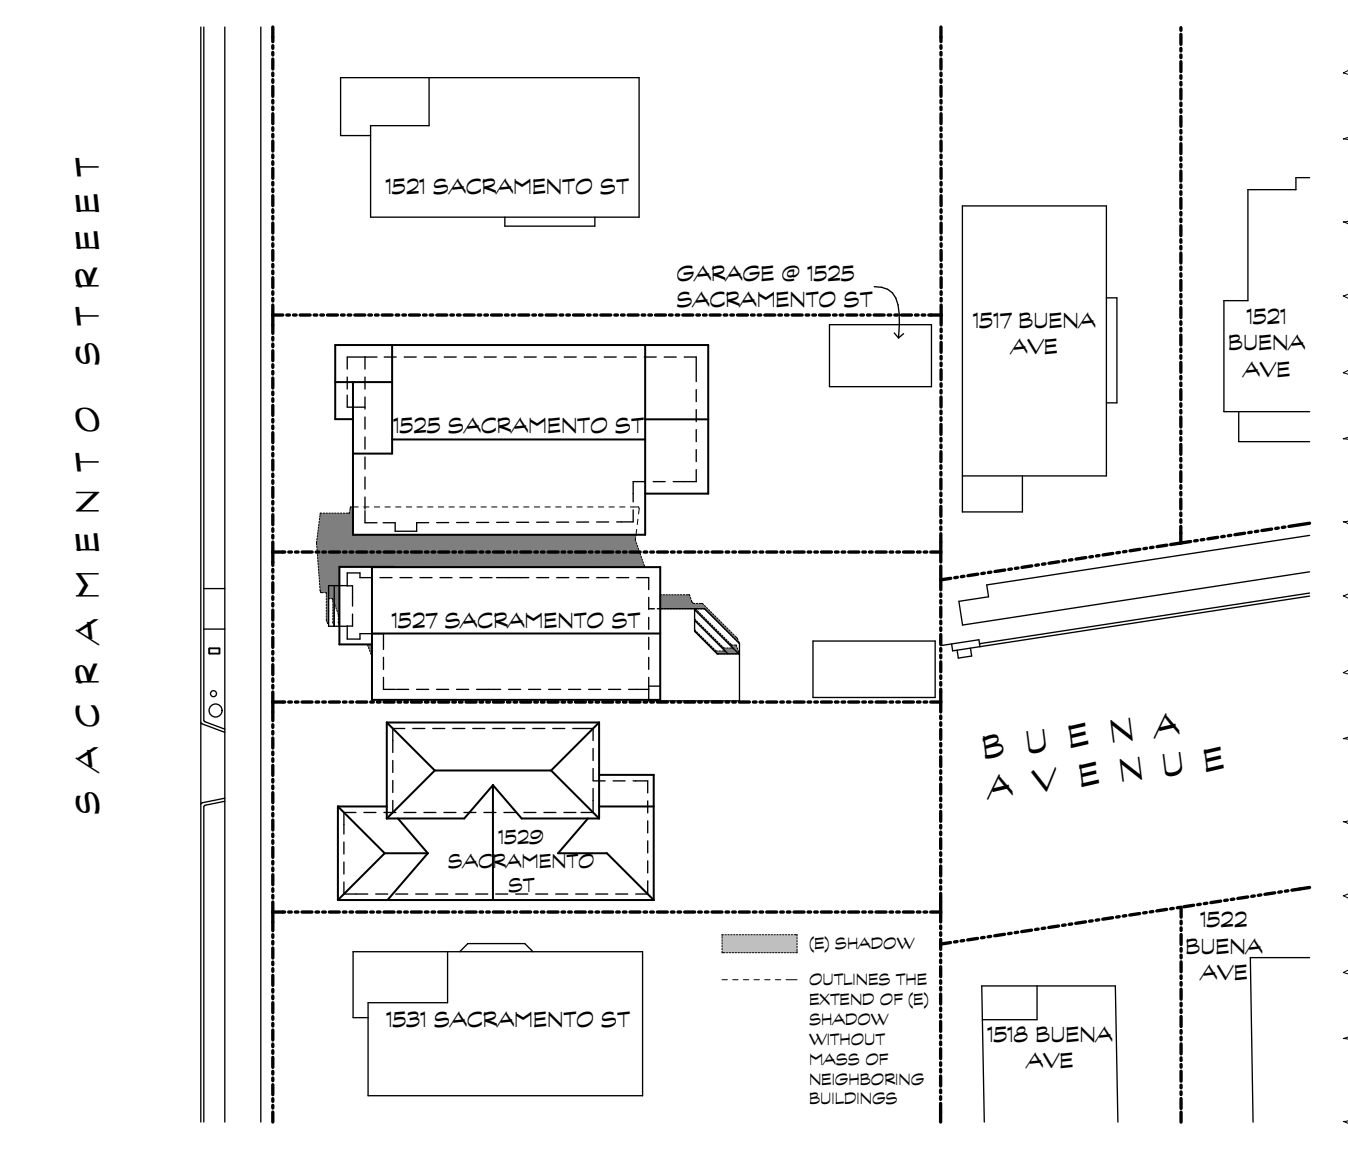 SACRAMENTO STREET
1521 SACRAMENTO ST
GARAGE @ 1525
SACRAMENTO ST
1517 BUENA
AVE
1521
BUENA
AVE
1525 SACRAMENTO ST
1527 SACRAMENTO ST
BUENA
AVENUE
1529
SACRAMENTO
ST
1522
BUENA
AVE
(E) SHADOW
OUTLINES THE
EXTEND OF (E)
SHADOW
WITHOUT
MASS OF
NEIGHBORING
BUILDINGS
1531 SACRAMENTO ST
1518 BUENA
AVE